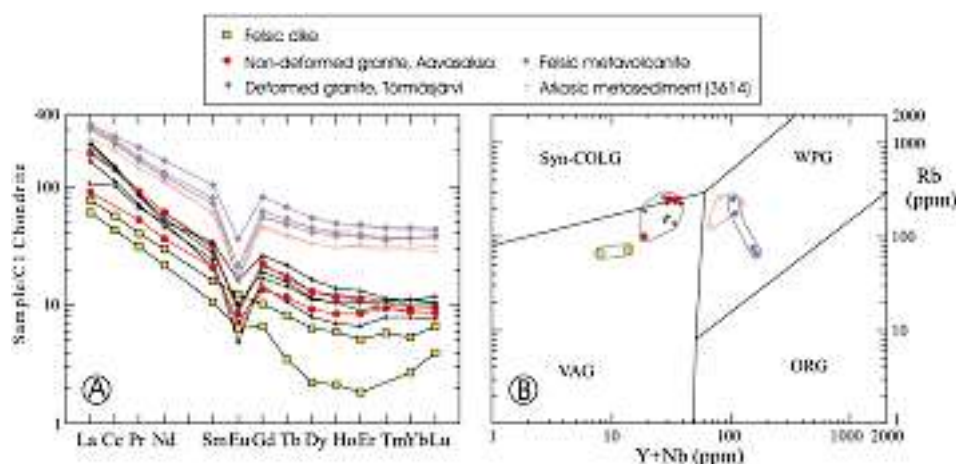 Felsic dike
Non-deformed granite, Aavasaksa
Felsic metavolcanite
Deformed granite, Törmäsjärvi
Arkosic metasediment (3614)
400
100
10
1
Sample/C1 Chondrite
A
La Ce Pr Nd Sm Eu Gd Tb Dy Ho Er Tm Yb Lu
Syn-COLG
WPG
VAG
ORG
B
2000
1000
Rb
(ppm)
100
10
1
1 10 100 1000 2000
Y+Nb (ppm)